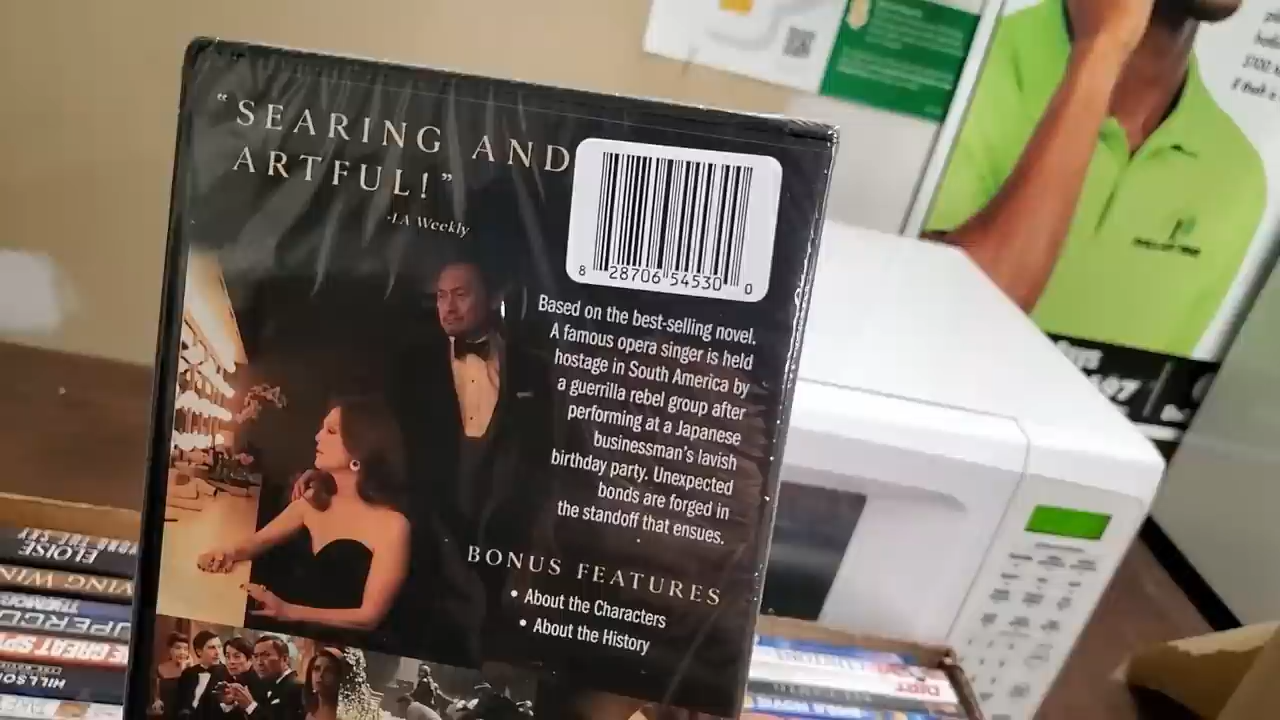 “SEARING AND
ARTFUL!”
-LA Weekly
8 28706 54530 0
Based on the best-selling novel.
A famous opera singer is held
hostage in South America by
a guerrilla rebel group after
performing at a Japanese
businessman's lavish
birthday party. Unexpected
bonds are forged in
the standoff that ensues.
BONUS FEATURES
• About the Characters
• About the History
ELOISE
HILLSO
DIRT